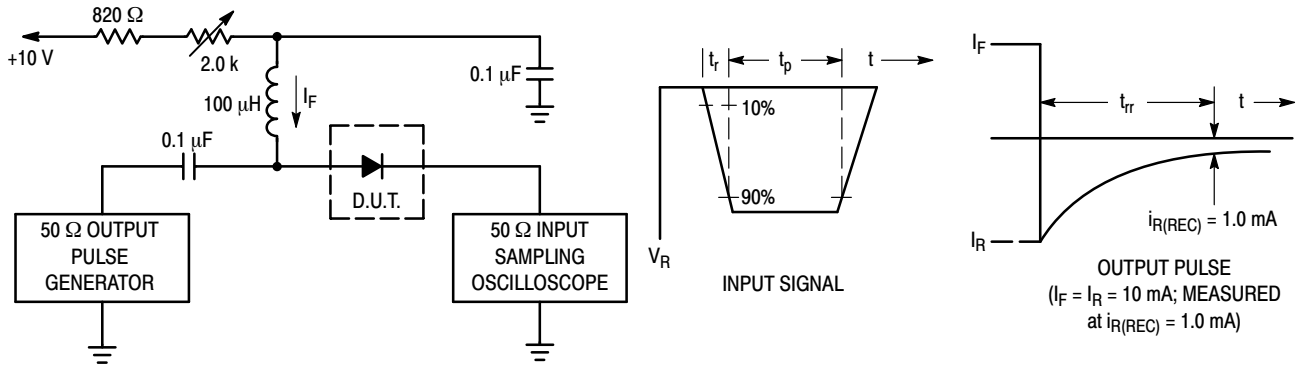 820 Ω
+10 V
2.0 k
100 μH
I_F
0.1 μF
0.1 μF
D.U.T.
50 Ω OUTPUT
PULSE
GENERATOR
50 Ω INPUT
SAMPLING
OSCILLOSCOPE
t_r
t_p
t
10%
90%
V_R
INPUT SIGNAL
I_F
t_rr
t
I_R
i_R(REC) = 1.0 mA
OUTPUT PULSE
(I_F = I_R = 10 mA; MEASURED
at i_R(REC) = 1.0 mA)